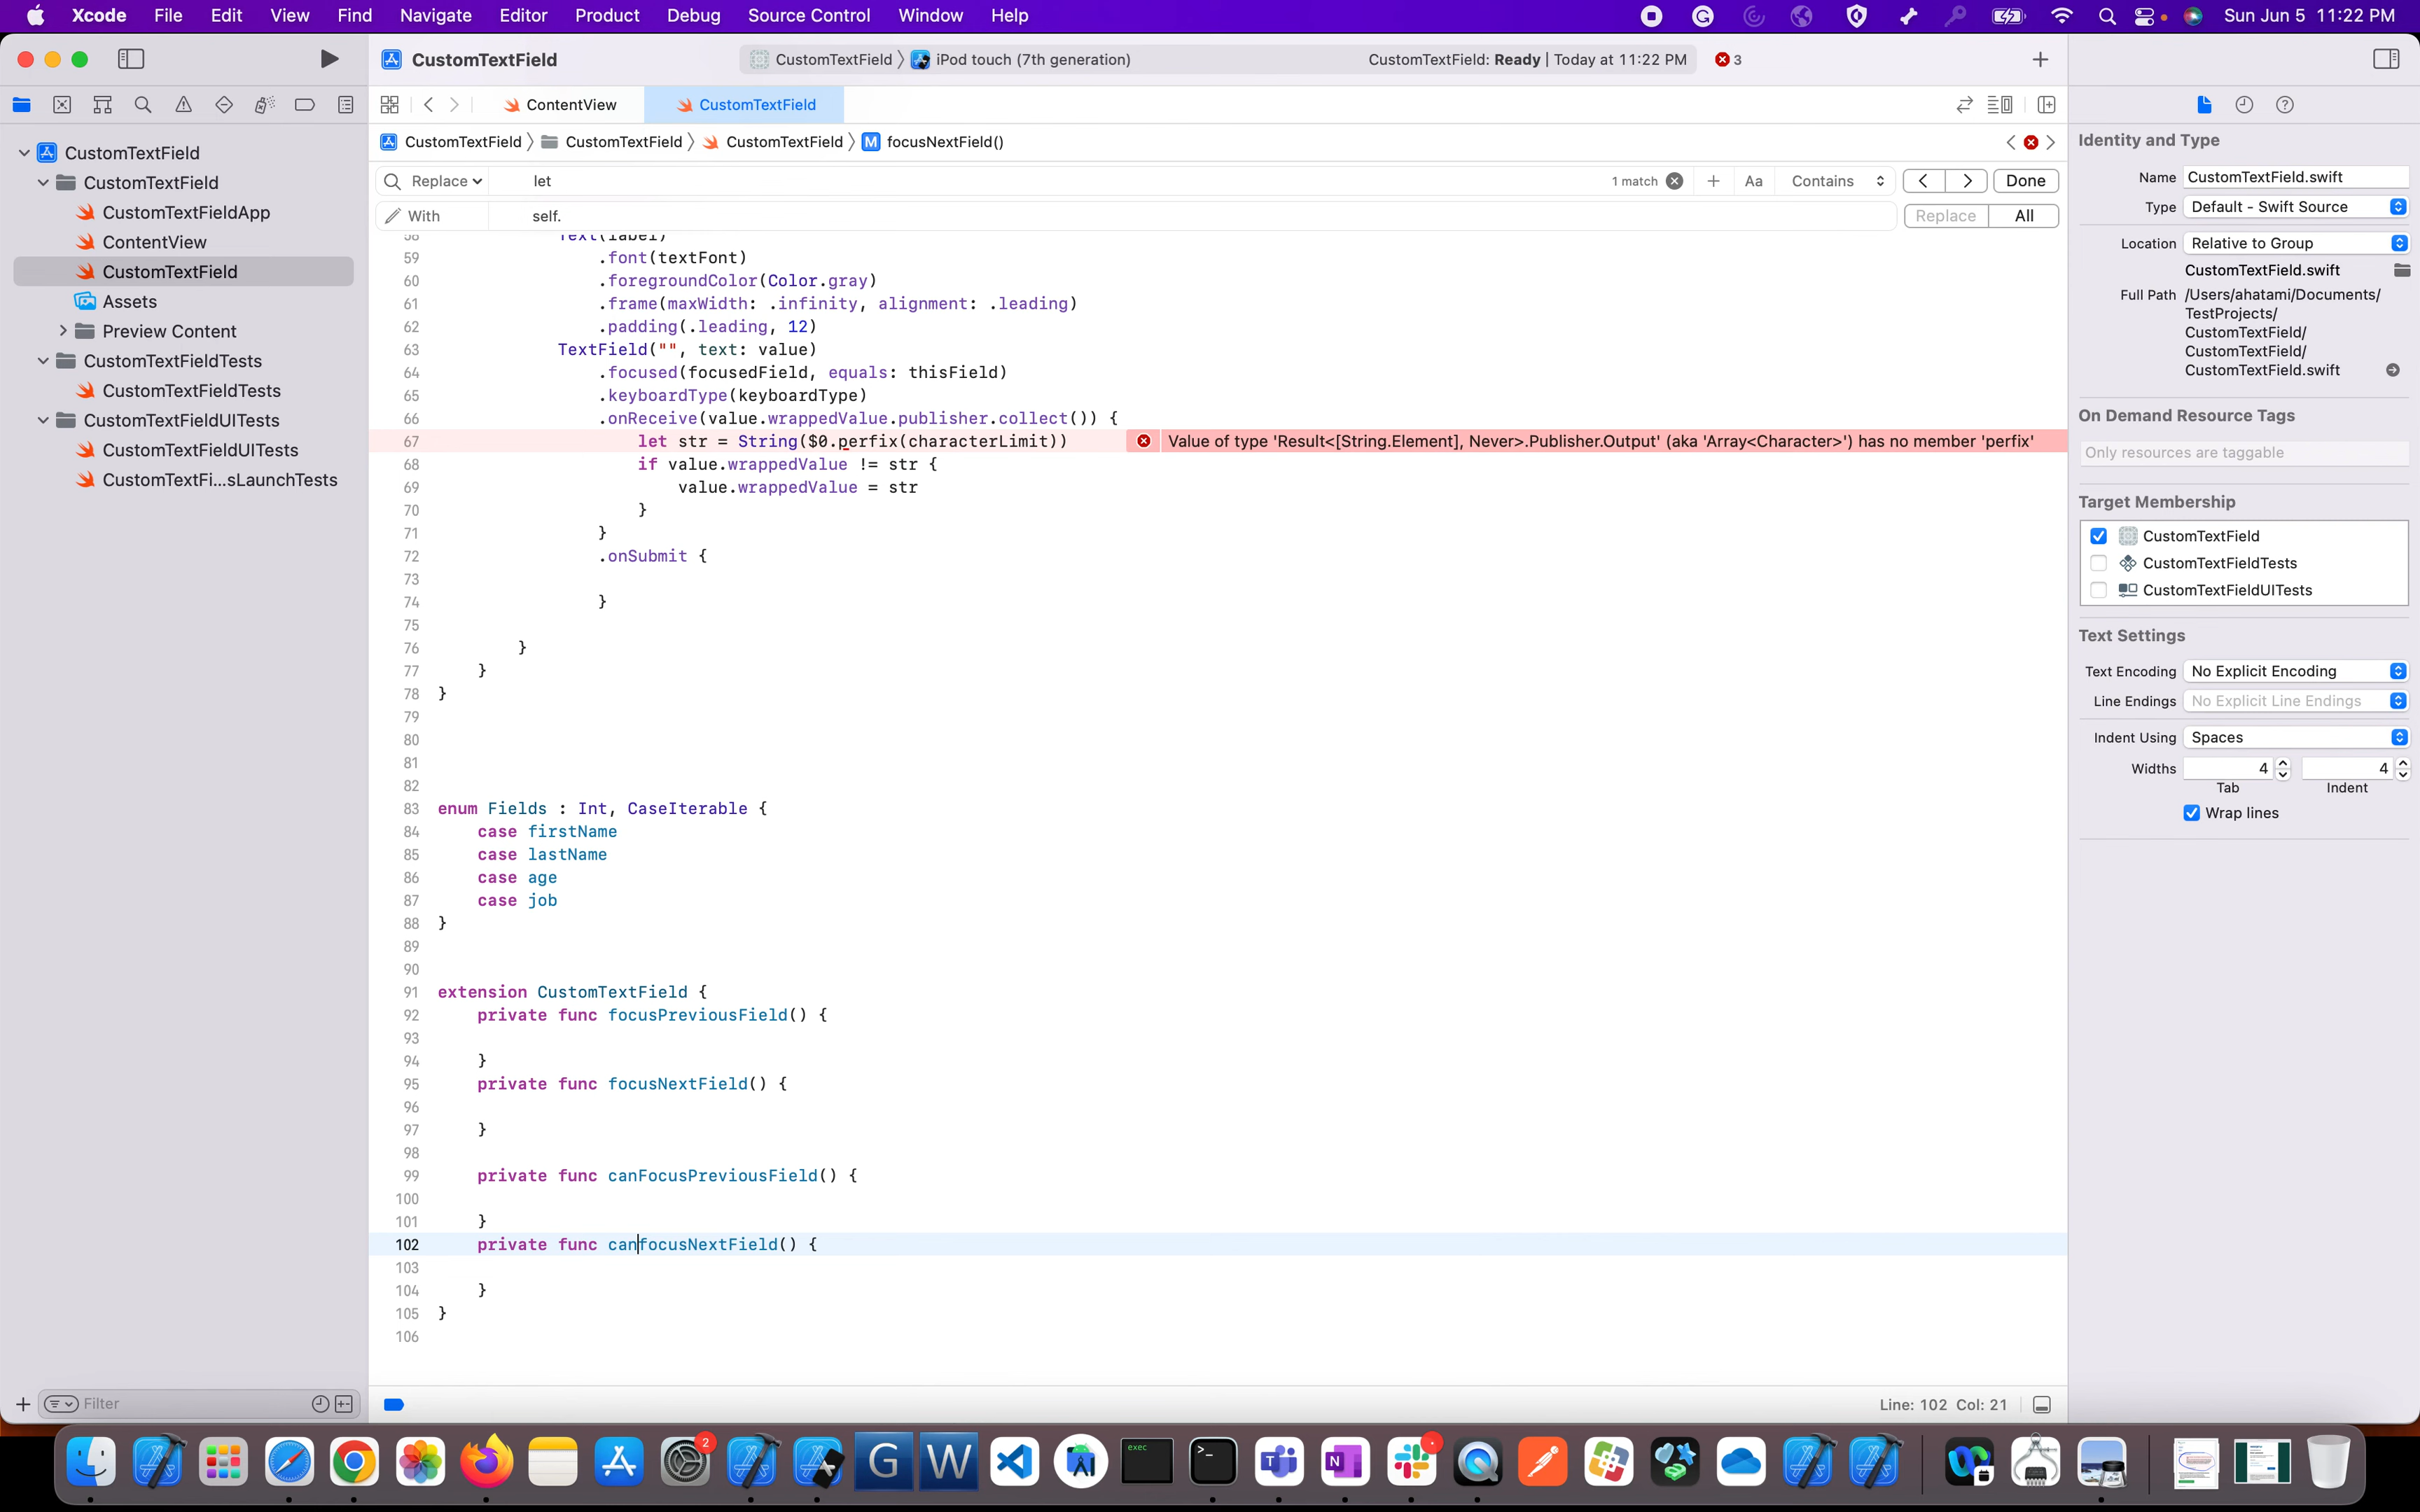 Xcode File Edit View Find Navigate Editor Product Debug Source Control Window Help Sun Jun 5 11:22 PM
CustomTextField CustomTextField 〉 iPod touch (7th generation) CustomTextField: Ready | Today at 11:22 PM 3
ContentView CustomTextField
CustomTextField 〉 CustomTextField 〉 CustomTextField 〉 M focusNextField()
Replace let 1 match Aa Contains Done
With self. Replace All
CustomTextField
CustomTextField
CustomTextFieldApp
ContentView
CustomTextField
Assets
Preview Content
CustomTextFieldTests
CustomTextFieldTests
CustomTextFieldUITests
CustomTextFieldUITests
CustomTextFi...sLaunchTests
Filter
58 Text(label)
59 .font(textFont)
60 .foregroundColor(Color.gray)
61 .frame(maxWidth: .infinity, alignment: .leading)
62 .padding(.leading, 12)
63 TextField("", text: value)
64 .focused(focusedField, equals: thisField)
65 .keyboardType(keyboardType)
66 .onReceive(value.wrappedValue.publisher.collect()) {
67 let str = String($0.perfix(characterLimit)) Value of type 'Result<[String.Element], Never>.Publisher.Output' (aka 'Array<Character>') has no member 'perfix'
68 if value.wrappedValue != str {
69 value.wrappedValue = str
70 }
71 }
72 .onSubmit {
73
74 }
75
76 }
77 }
78 }
79
80
81
82
83 enum Fields : Int, CaseIterable {
84 case firstName
85 case lastName
86 case age
87 case job
88 }
89
90
91 extension CustomTextField {
92 private func focusPreviousField() {
93
94 }
95 private func focusNextField() {
96
97 }
98
99 private func canFocusPreviousField() {
100
101 }
102 private func canfocusNextField() {
103
104 }
105 }
106
Line: 102 Col: 21
Identity and Type
Name CustomTextField.swift
Type Default - Swift Source
Location Relative to Group
CustomTextField.swift
Full Path /Users/ahatami/Documents/
TestProjects/
CustomTextField/
CustomTextField/
CustomTextField.swift
On Demand Resource Tags
Only resources are taggable
Target Membership
CustomTextField
CustomTextFieldTests
CustomTextFieldUITests
Text Settings
Text Encoding No Explicit Encoding
Line Endings No Explicit Line Endings
Indent Using Spaces
Widths 4 4
Tab Indent
Wrap lines
2 G W exec >_ T N